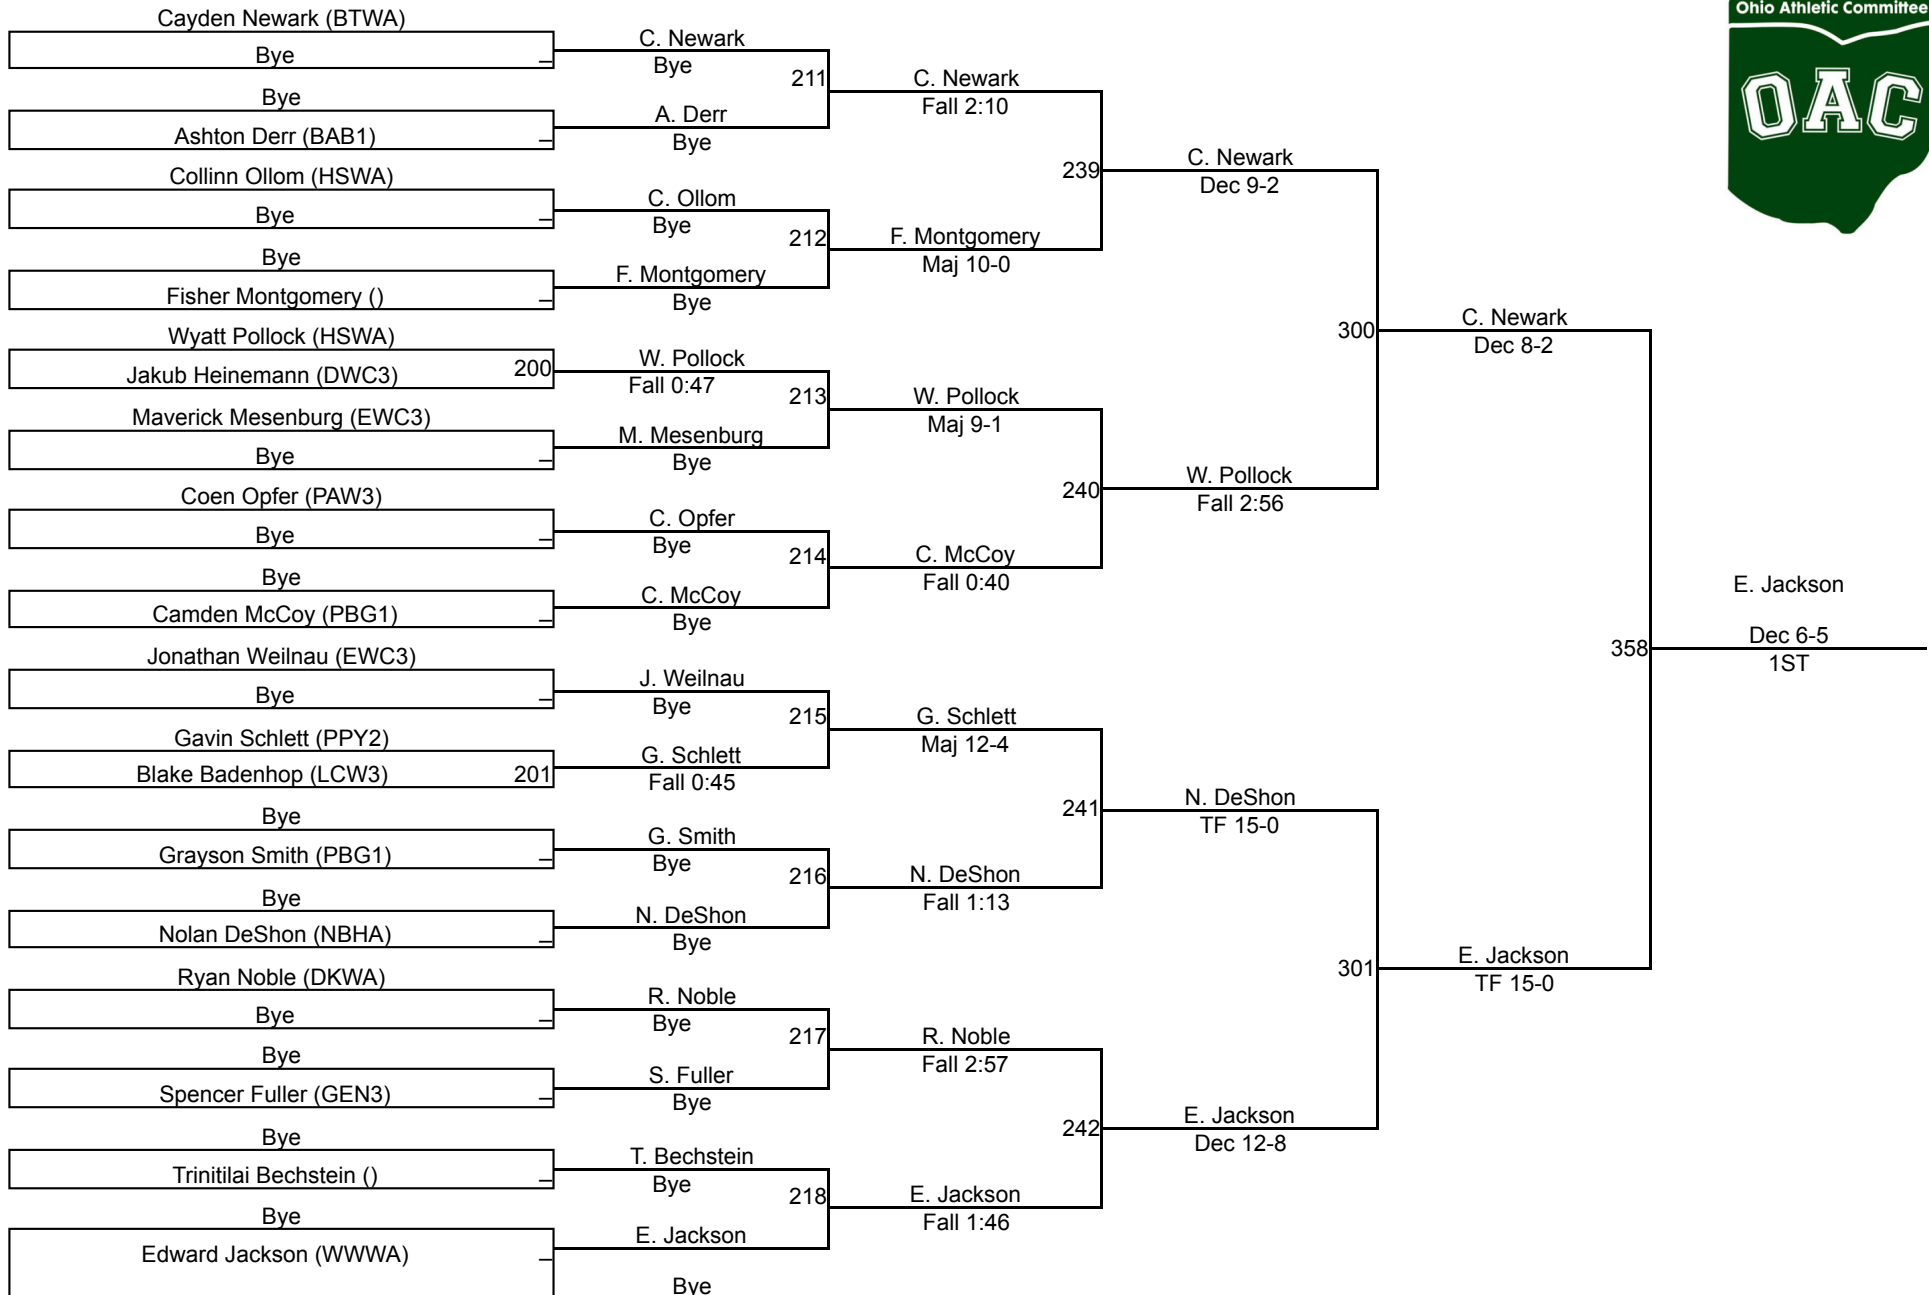 Ohio Athletic Committee
OAC
Cayden Newark (BTWA)
Bye
Bye
Ashton Derr (BAB1)
Collinn Ollom (HSWA)
Bye
Bye
Fisher Montgomery ()
Wyatt Pollock (HSWA)
Jakub Heinemann (DWC3) 200
Maverick Mesenburg (EWC3)
Bye
Coen Opfer (PAW3)
Bye
Bye
Camden McCoy (PBG1)
Jonathan Weilnau (EWC3)
Bye
Gavin Schlett (PPY2)
Blake Badenhop (LCW3) 201
Bye
Grayson Smith (PBG1)
Bye
Nolan DeShon (NBHA)
Ryan Noble (DKWA)
Bye
Bye
Spencer Fuller (GEN3)
Bye
Trinitilai Bechstein ()
Bye
Edward Jackson (WWWA)
C. Newark
Bye
211
A. Derr
Bye
C. Ollom
Bye
212
F. Montgomery
Bye
W. Pollock
Fall 0:47
213
M. Mesenburg
Bye
C. Opfer
Bye
214
C. McCoy
Bye
J. Weilnau
Bye
215
G. Schlett
Fall 0:45
G. Smith
Bye
216
N. DeShon
Bye
R. Noble
Bye
217
S. Fuller
Bye
T. Bechstein
Bye
218
E. Jackson
Bye
C. Newark
Fall 2:10
239
F. Montgomery
Maj 10-0
W. Pollock
Maj 9-1
240
C. McCoy
Fall 0:40
G. Schlett
Maj 12-4
241
N. DeShon
Fall 1:13
R. Noble
Fall 2:57
242
E. Jackson
Fall 1:46
C. Newark
Dec 9-2
300
W. Pollock
Fall 2:56
N. DeShon
TF 15-0
301
E. Jackson
Dec 12-8
C. Newark
Dec 8-2
358
E. Jackson
TF 15-0
E. Jackson
Dec 6-5
1ST